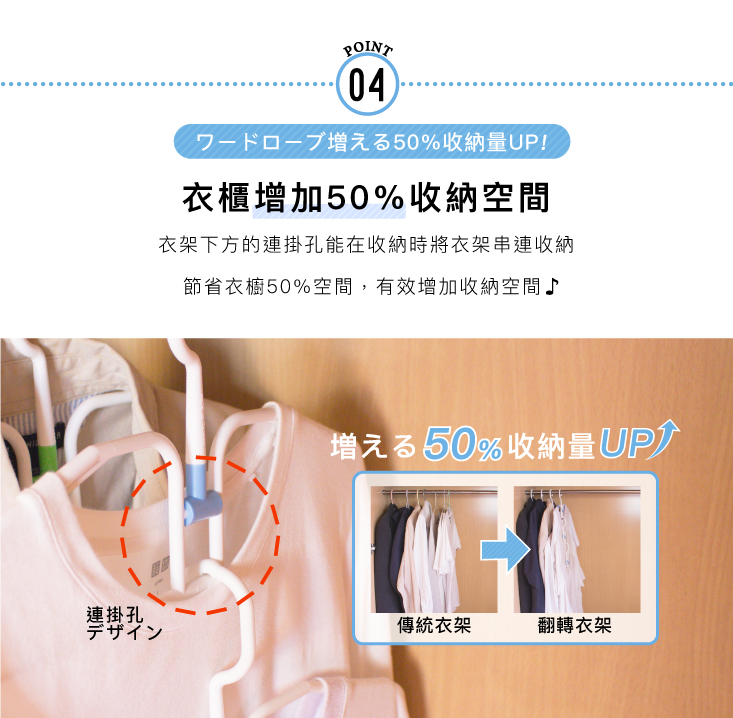 POINT
04
ワードローブ増える50%收納量UP!
衣櫃增加50%收納空間
衣架下方的連掛孔能在收納時將衣架串連收納
節省衣櫥50%空間，有效增加收納空間♪
増える50%收納量UP
連掛孔
デザイン
傳統衣架
翻轉衣架